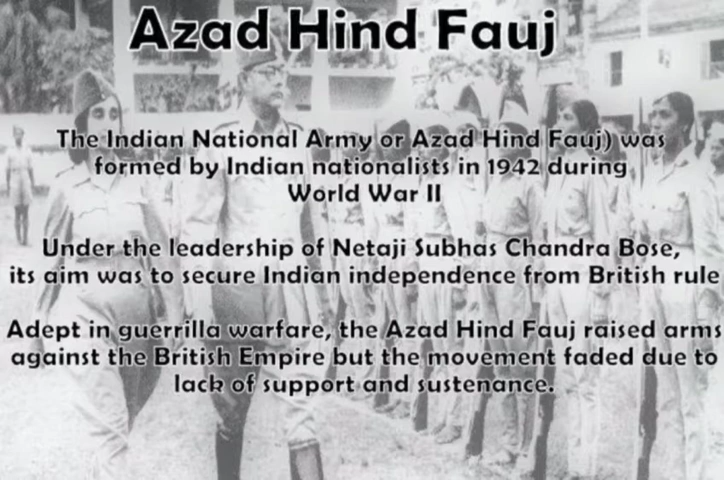 Azad Hind Fauj
The Indian National Army or Azad Hind Fauj) was
formed by Indian nationalists in 1942 during
World War II
Under the leadership of Netaji Subhas Chandra Bose,
its aim was to secure Indian independence from British rule
Adept in guerrilla warfare, the Azad Hind Fauj raised arms
against the British Empire but the movement faded due to
lack of support and sustenance.